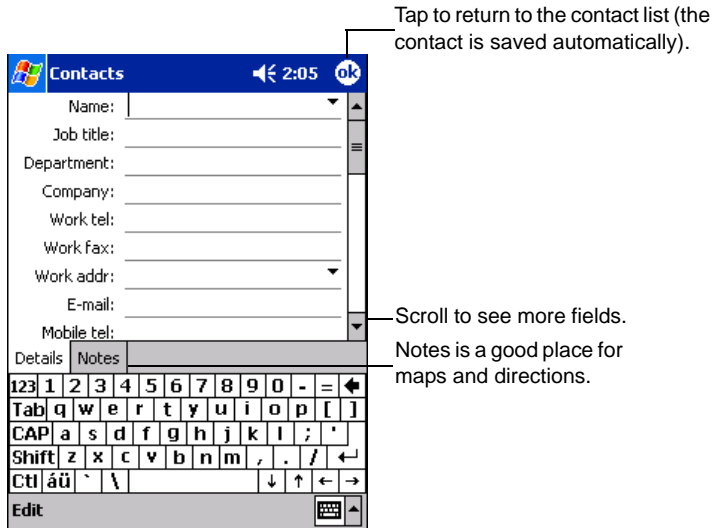 Tap to return to the contact list (the
contact is saved automatically).
Contacts 2:05 ok
Name:
Job title:
Department:
Company:
Work tel:
Work fax:
Work addr:
E-mail:
Mobile tel:
Scroll to see more fields.
Details Notes
Notes is a good place for
maps and directions.
123 1 2 3 4 5 6 7 8 9 0 - = 🡸
Tab q w e r t y u i o p [ ]
CAP a s d f g h j k l ; '
Shift z x c v b n m , . / ↵
Ctl áü ` \ ↓ ↑ ← →
Edit